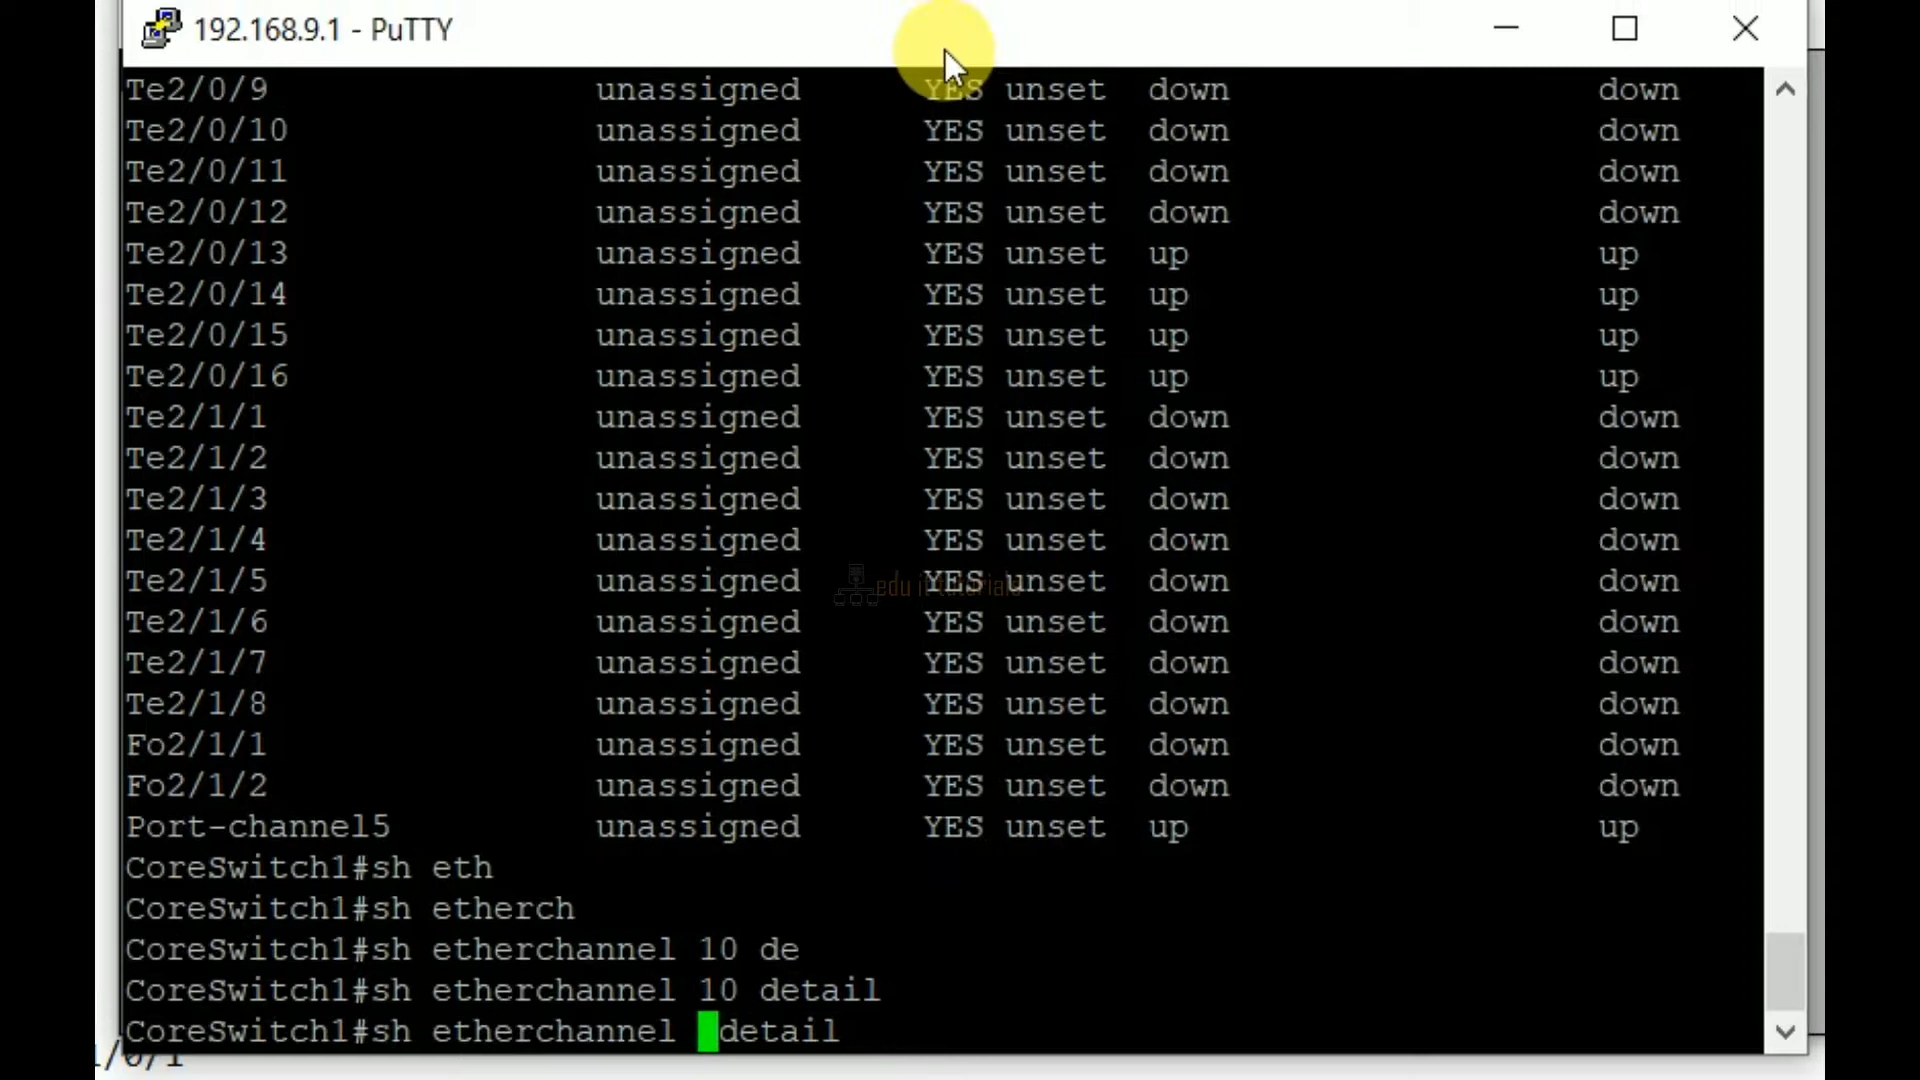 192.168.9.1 - PuTTY
Te2/0/9 unassigned YES unset down down
Te2/0/10 unassigned YES unset down down
Te2/0/11 unassigned YES unset down down
Te2/0/12 unassigned YES unset down down
Te2/0/13 unassigned YES unset up up
Te2/0/14 unassigned YES unset up up
Te2/0/15 unassigned YES unset up up
Te2/0/16 unassigned YES unset up up
Te2/1/1 unassigned YES unset down down
Te2/1/2 unassigned YES unset down down
Te2/1/3 unassigned YES unset down down
Te2/1/4 unassigned YES unset down down
Te2/1/5 unassigned YES unset down down
edu it tutorials
Te2/1/6 unassigned YES unset down down
Te2/1/7 unassigned YES unset down down
Te2/1/8 unassigned YES unset down down
Fo2/1/1 unassigned YES unset down down
Fo2/1/2 unassigned YES unset down down
Port-channel5 unassigned YES unset up up
CoreSwitch1#sh eth
CoreSwitch1#sh etherch
CoreSwitch1#sh etherchannel 10 de
CoreSwitch1#sh etherchannel 10 detail
CoreSwitch1#sh etherchannel detail